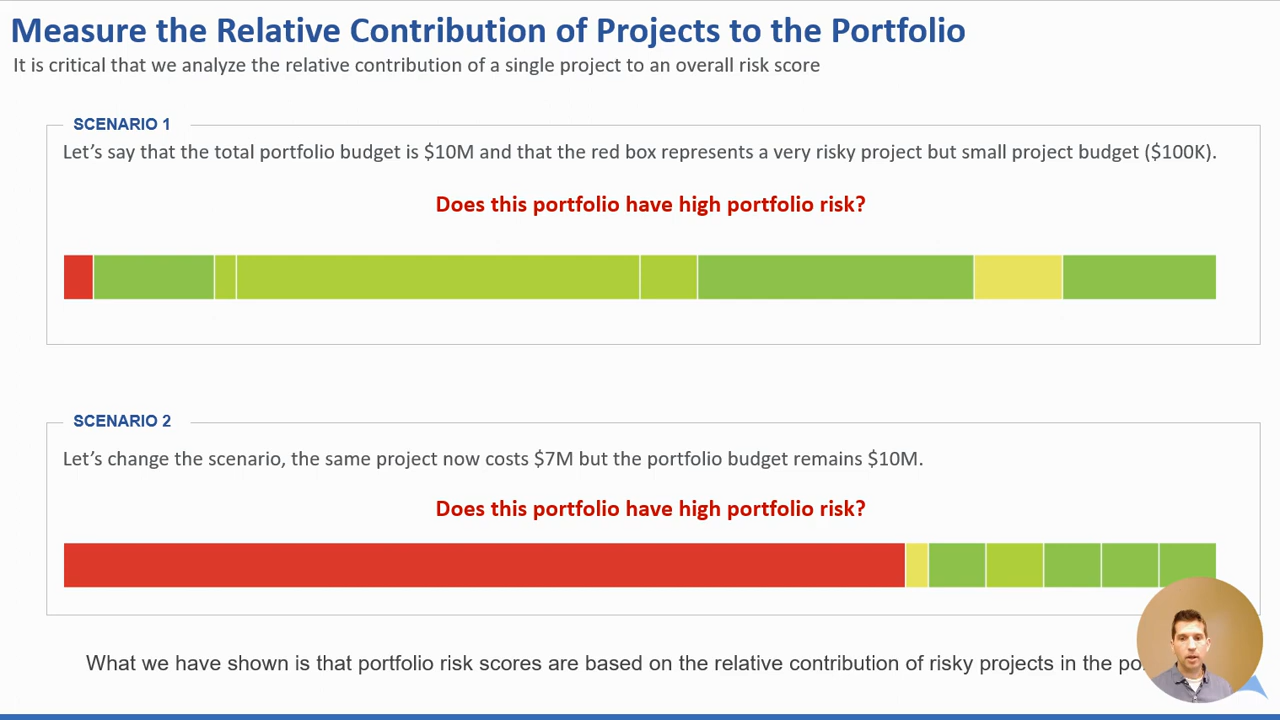 Measure the Relative Contribution of Projects to the Portfolio
It is critical that we analyze the relative contribution of a single project to an overall risk score
SCENARIO 1
Let's say that the total portfolio budget is $10M and that the red box represents a very risky project but small project budget ($100K).
Does this portfolio have high portfolio risk?
SCENARIO 2
Let's change the scenario, the same project now costs $7M but the portfolio budget remains $10M.
Does this portfolio have high portfolio risk?
What we have shown is that portfolio risk scores are based on the relative contribution of risky projects in the